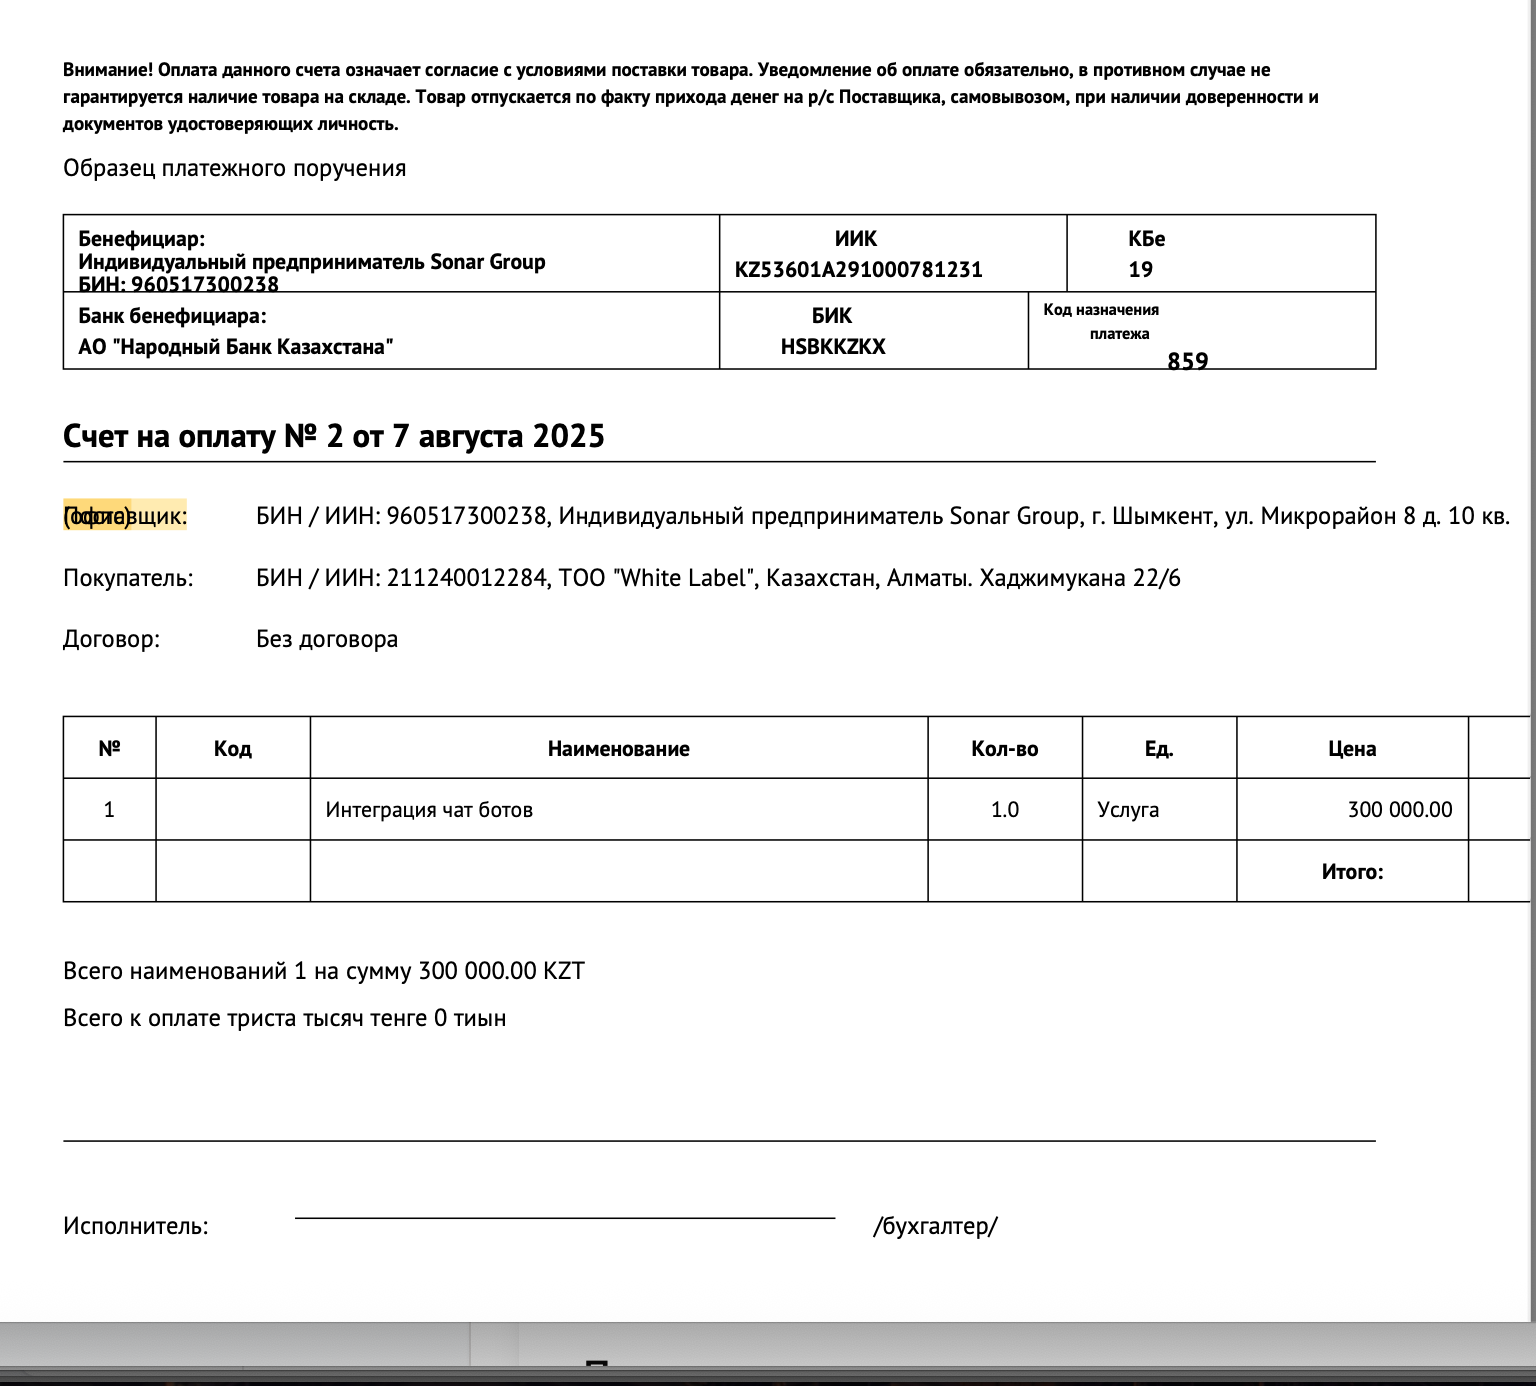 Внимание! Оплата данного счета означает согласие с условиями поставки товара. Уведомление об оплате обязательно, в противном случае не
гарантируется наличие товара на складе. Товар отпускается по факту прихода денег на р/с Поставщика, самовывозом, при наличии доверенности и
документов удостоверяющих личность.
Образец платежного поручения
Бенефициар:
Индивидуальный предприниматель Sonar Group
БИН: 960517300238
ИИК
KZ53601A291000781231
КБе
19
Банк бенефициара:
АО "Народный Банк Казахстана"
БИК
HSBKKZKX
Код назначения
платежа
859
Счет на оплату № 2 от 7 августа 2025
Поставщик: БИН / ИИН: 960517300238, Индивидуальный предприниматель Sonar Group, г. Шымкент, ул. Микрорайон 8 д. 10 кв.
(офис)
Покупатель: БИН / ИИН: 211240012284, ТОО "White Label", Казахстан, Алматы. Хаджимукана 22/6
Договор: Без договора
№ Код Наименование Кол-во Ед. Цена
1 Интеграция чат ботов 1.0 Услуга 300 000.00
Итого:
Всего наименований 1 на сумму 300 000.00 KZT
Всего к оплате триста тысяч тенге 0 тиын
Исполнитель: /бухгалтер/